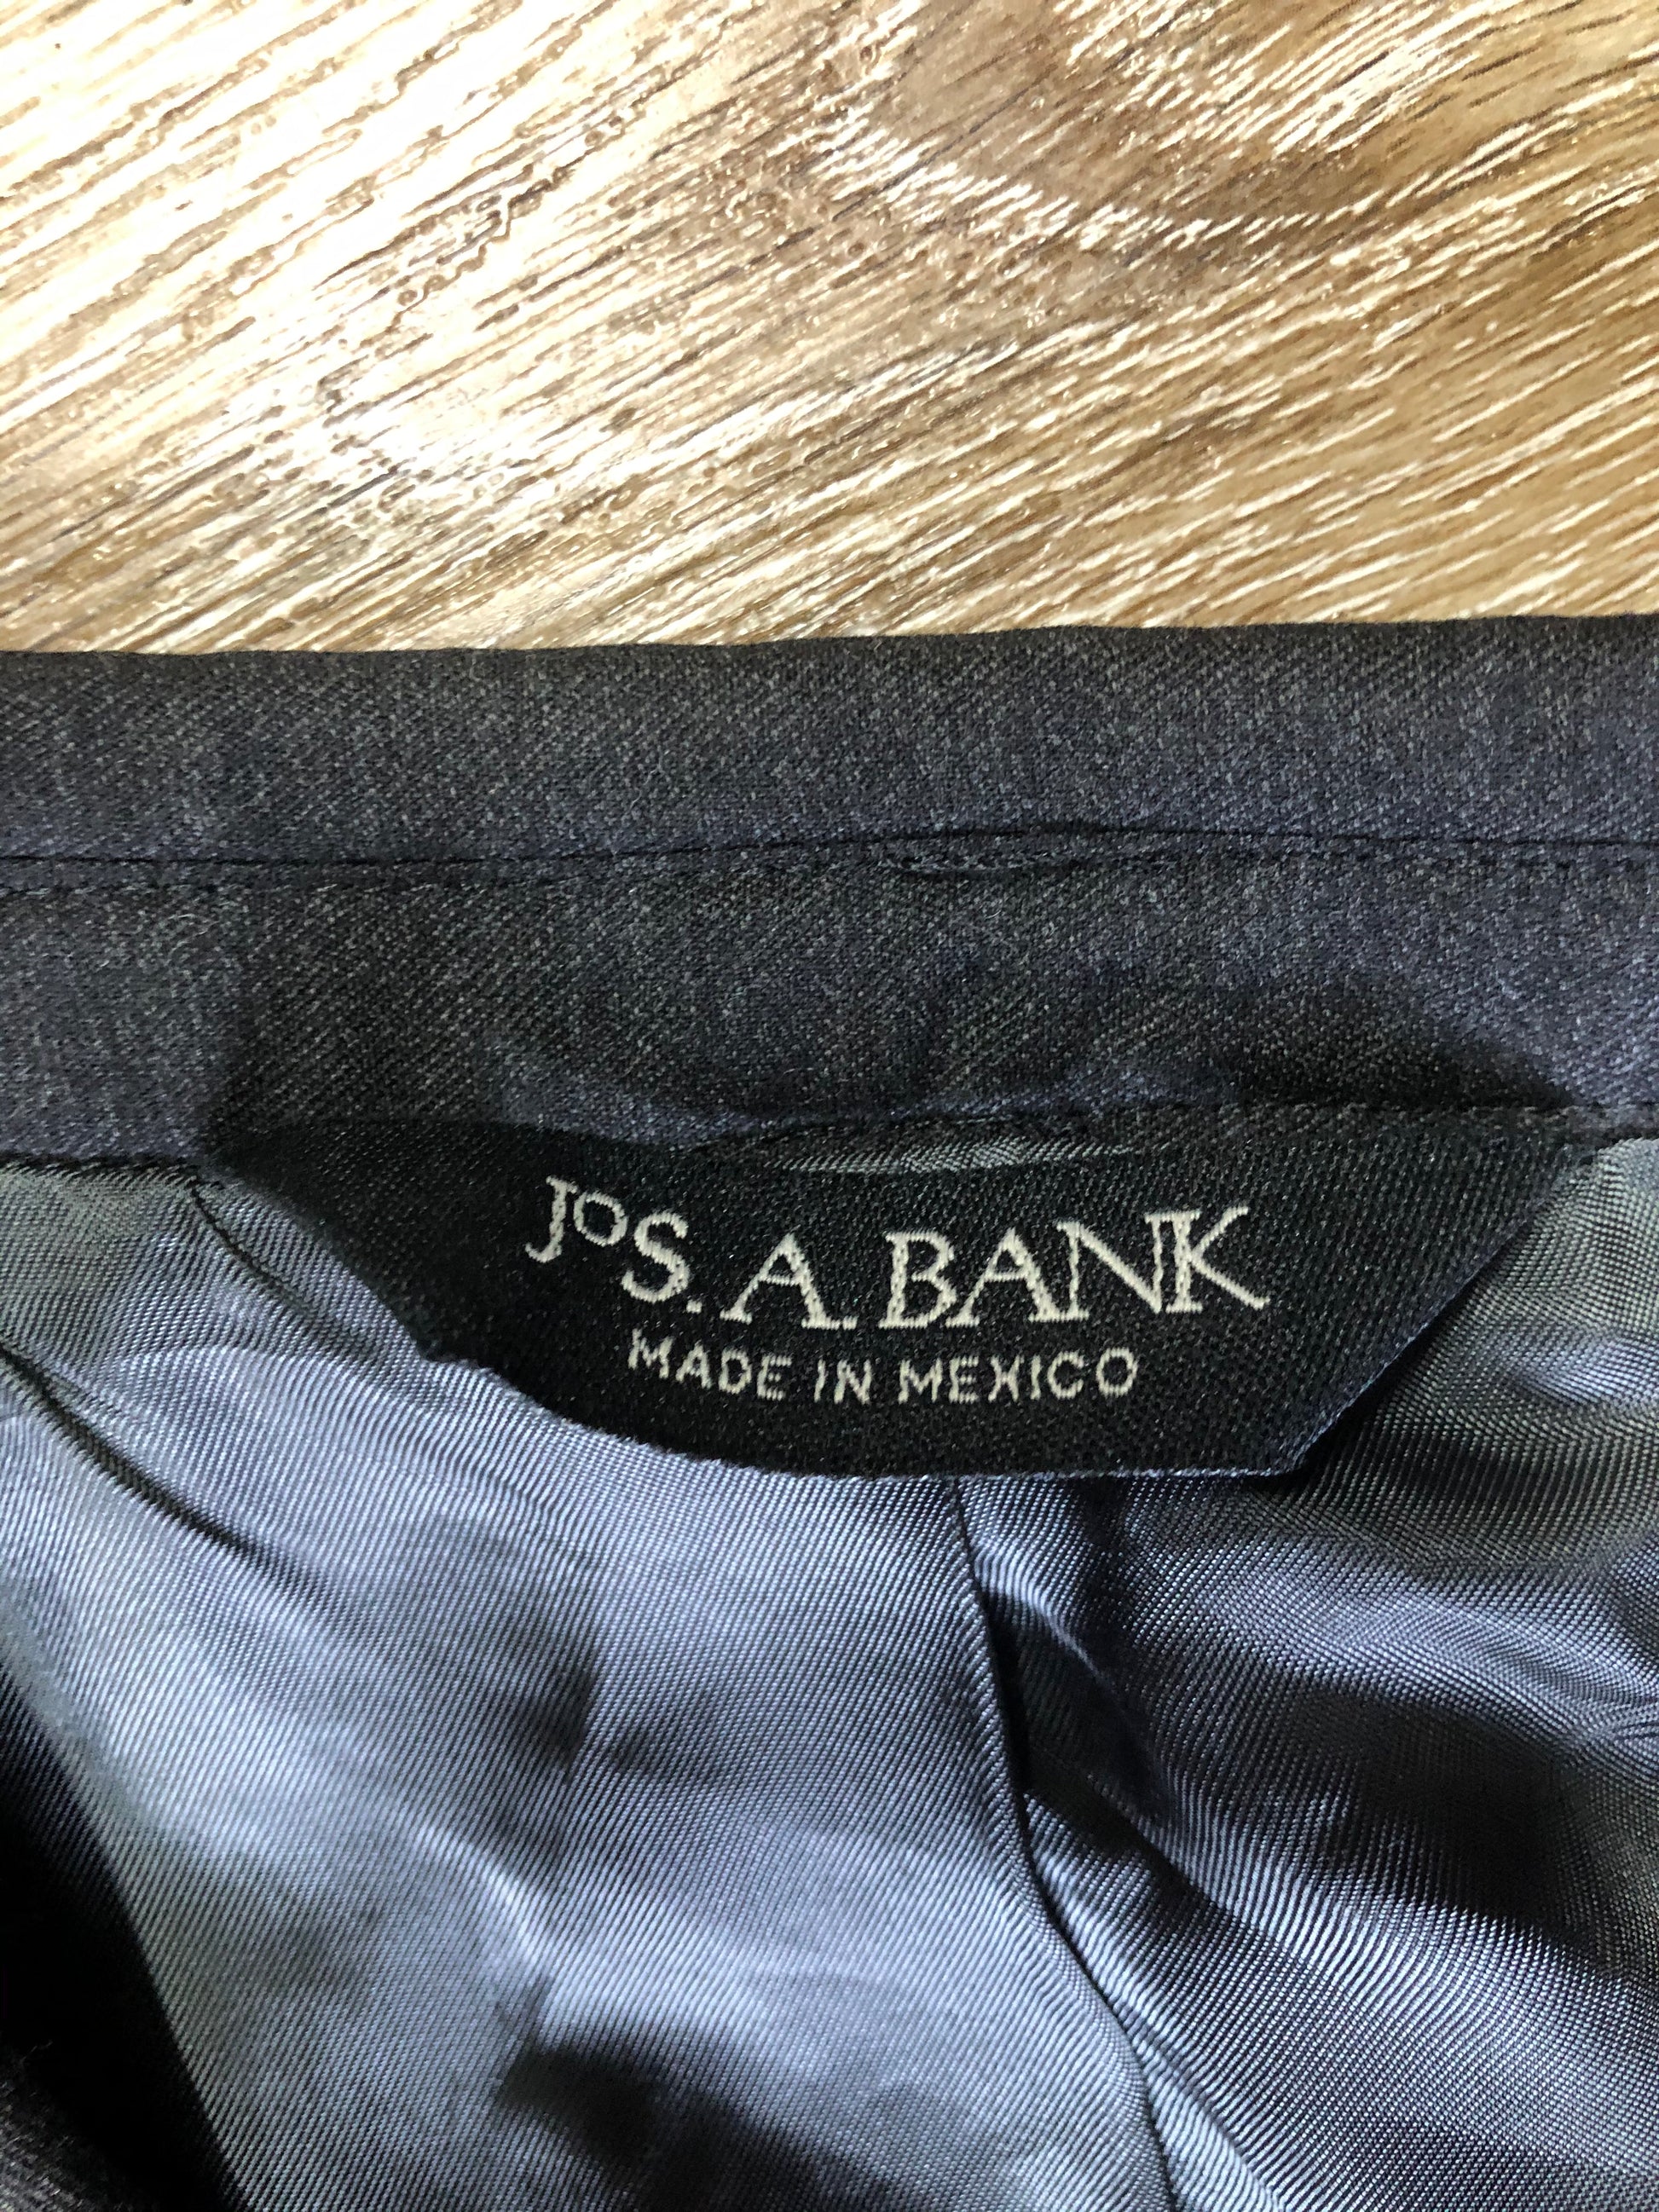 JOS. A. BANK
MADE IN MEXICO